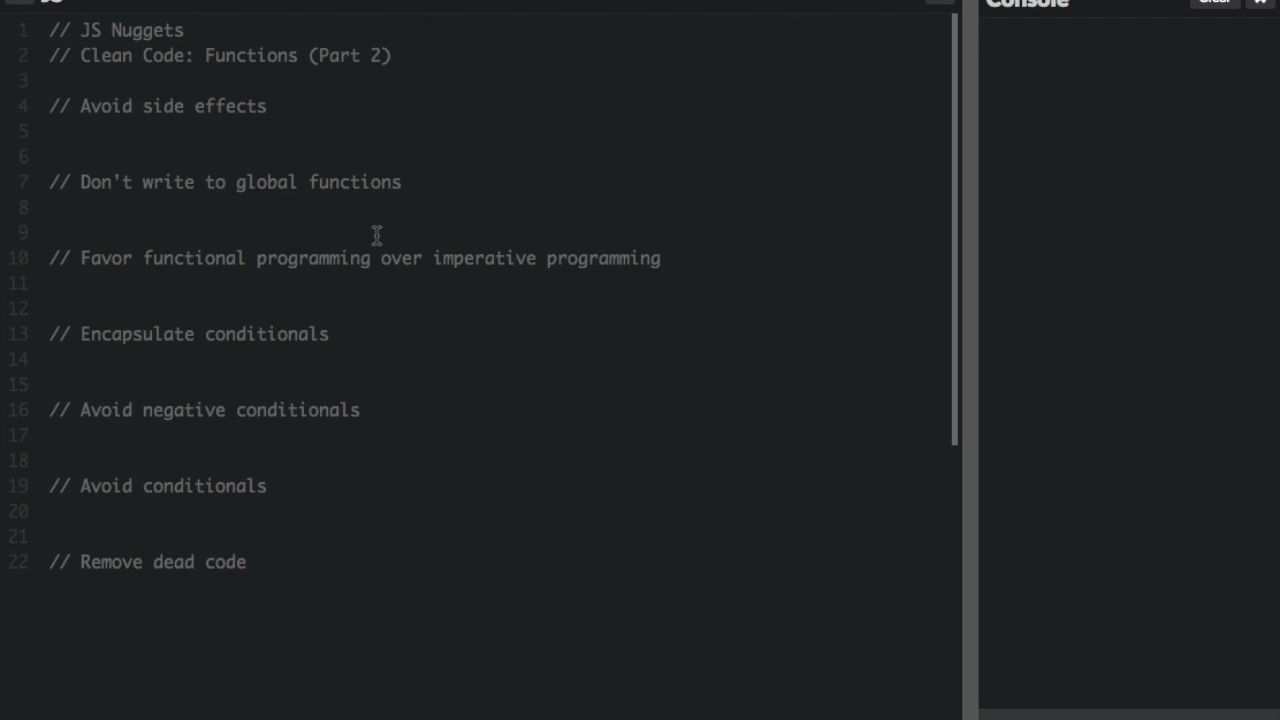 JS
Console
Clear
1 // JS Nuggets
2 // Clean Code: Functions (Part 2)
3
4 // Avoid side effects
5
6
7 // Don't write to global functions
8
9
10 // Favor functional programming over imperative programming
11
12
13 // Encapsulate conditionals
14
15
16 // Avoid negative conditionals
17
18
19 // Avoid conditionals
20
21
22 // Remove dead code